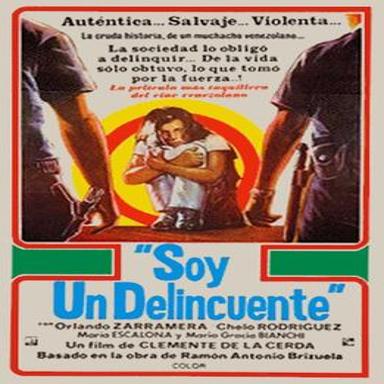 Auténtica... Salvaje... Violenta...
La cruda historia, de un muchacho venezolano...
La sociedad lo obligó
a delinquir... De la vida
sólo obtuvo, lo que tomó
por la fuerza..!
La película más taquillera
del cine venezolano
"Soy
Un Delincuente"
con Orlando ZARRAMERA Chelo RODRIGUEZ
María ESCALONA y María Gracia BIANCHI
Un film de CLEMENTE DE LA CERDA
Basado en la obra de Ramón Antonio Brizuela
COLOR